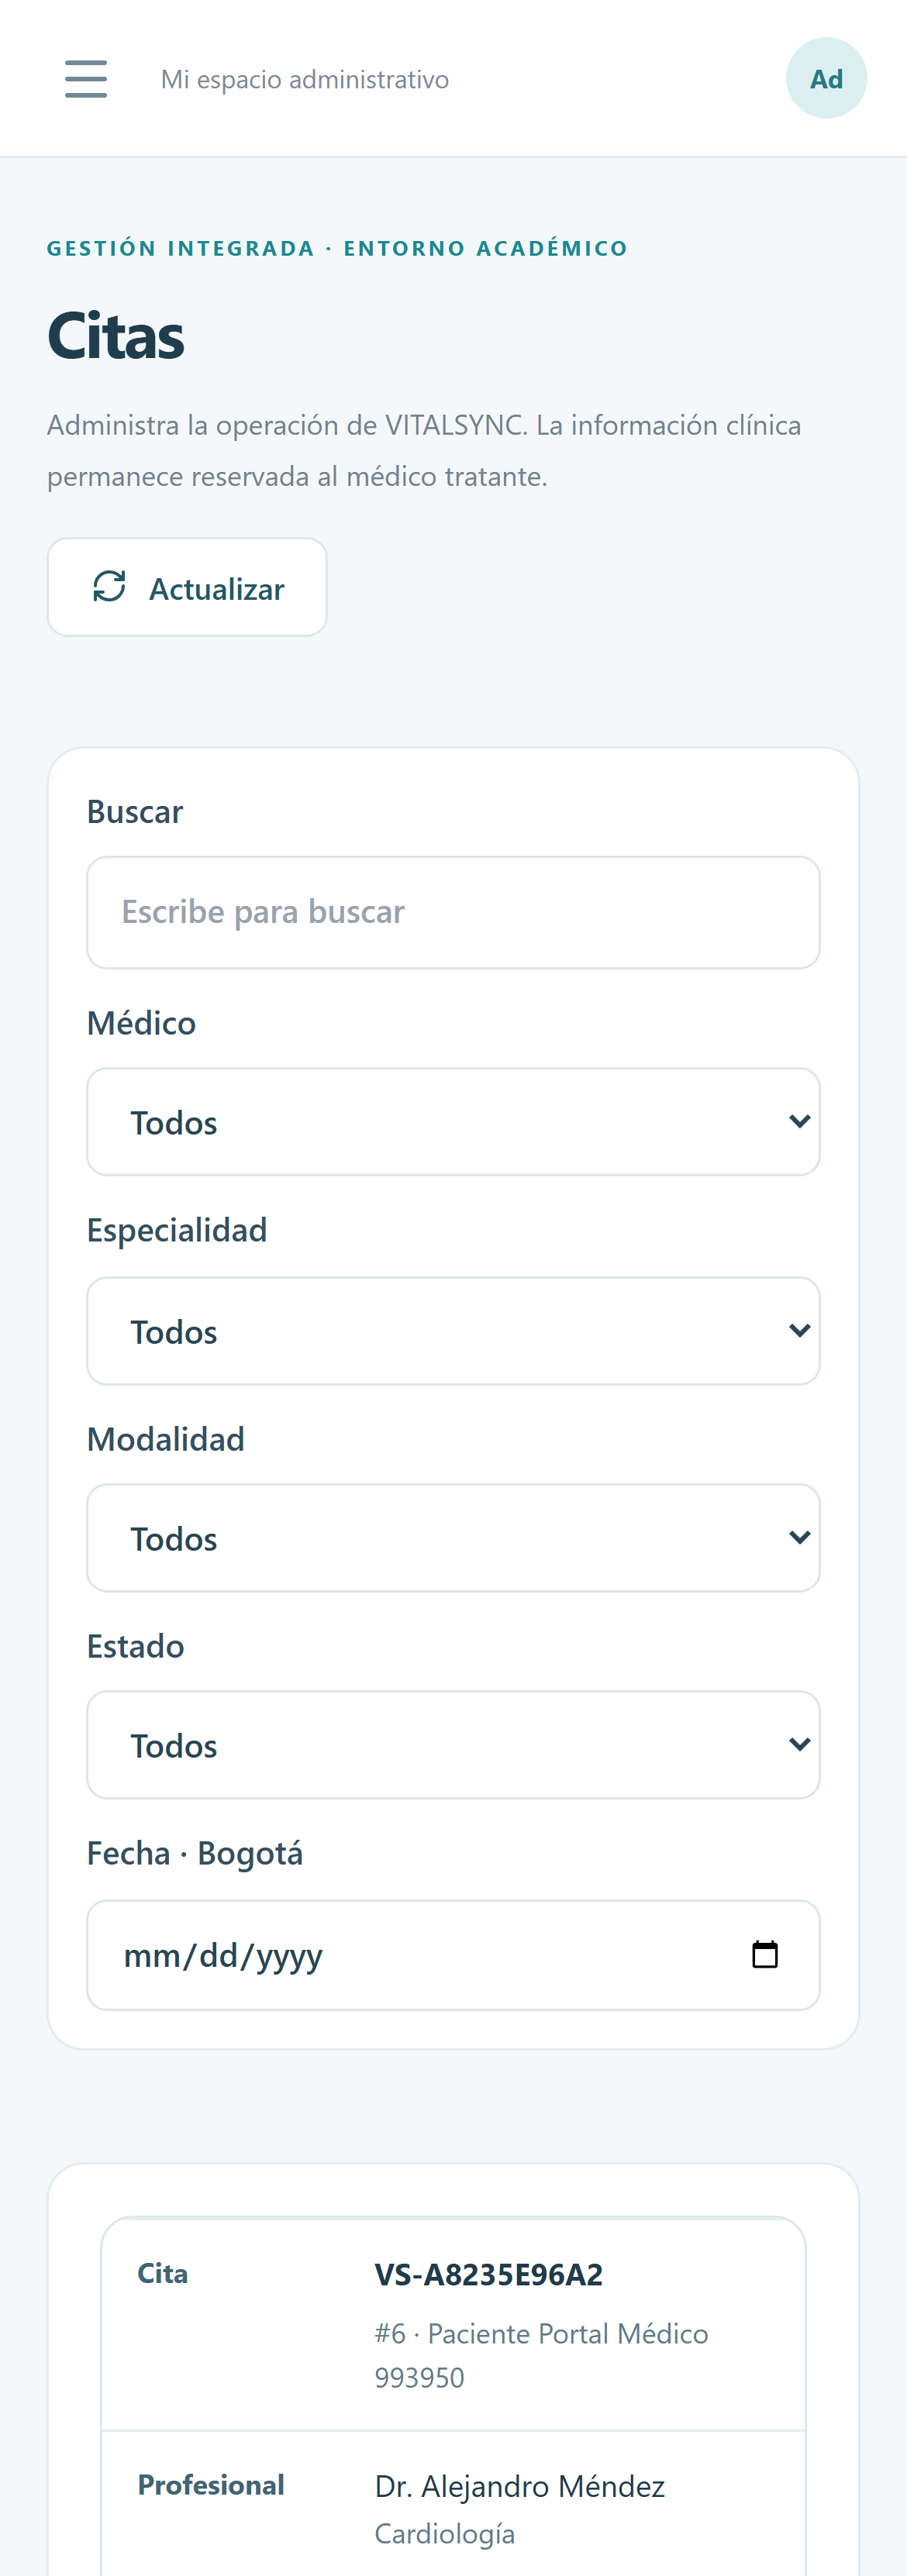 Mi espacio administrativo
Ad
GESTIÓN INTEGRADA · ENTORNO ACADÉMICO
Citas
Administra la operación de VITALSYNC. La información clínica
permanece reservada al médico tratante.
Actualizar
Buscar
Escribe para buscar
Médico
Todos
Especialidad
Todos
Modalidad
Todos
Estado
Todos
Fecha · Bogotá
mm/dd/yyyy
Cita
VS-A8235E96A2
#6 · Paciente Portal Médico
993950
Profesional
Dr. Alejandro Méndez
Cardiología